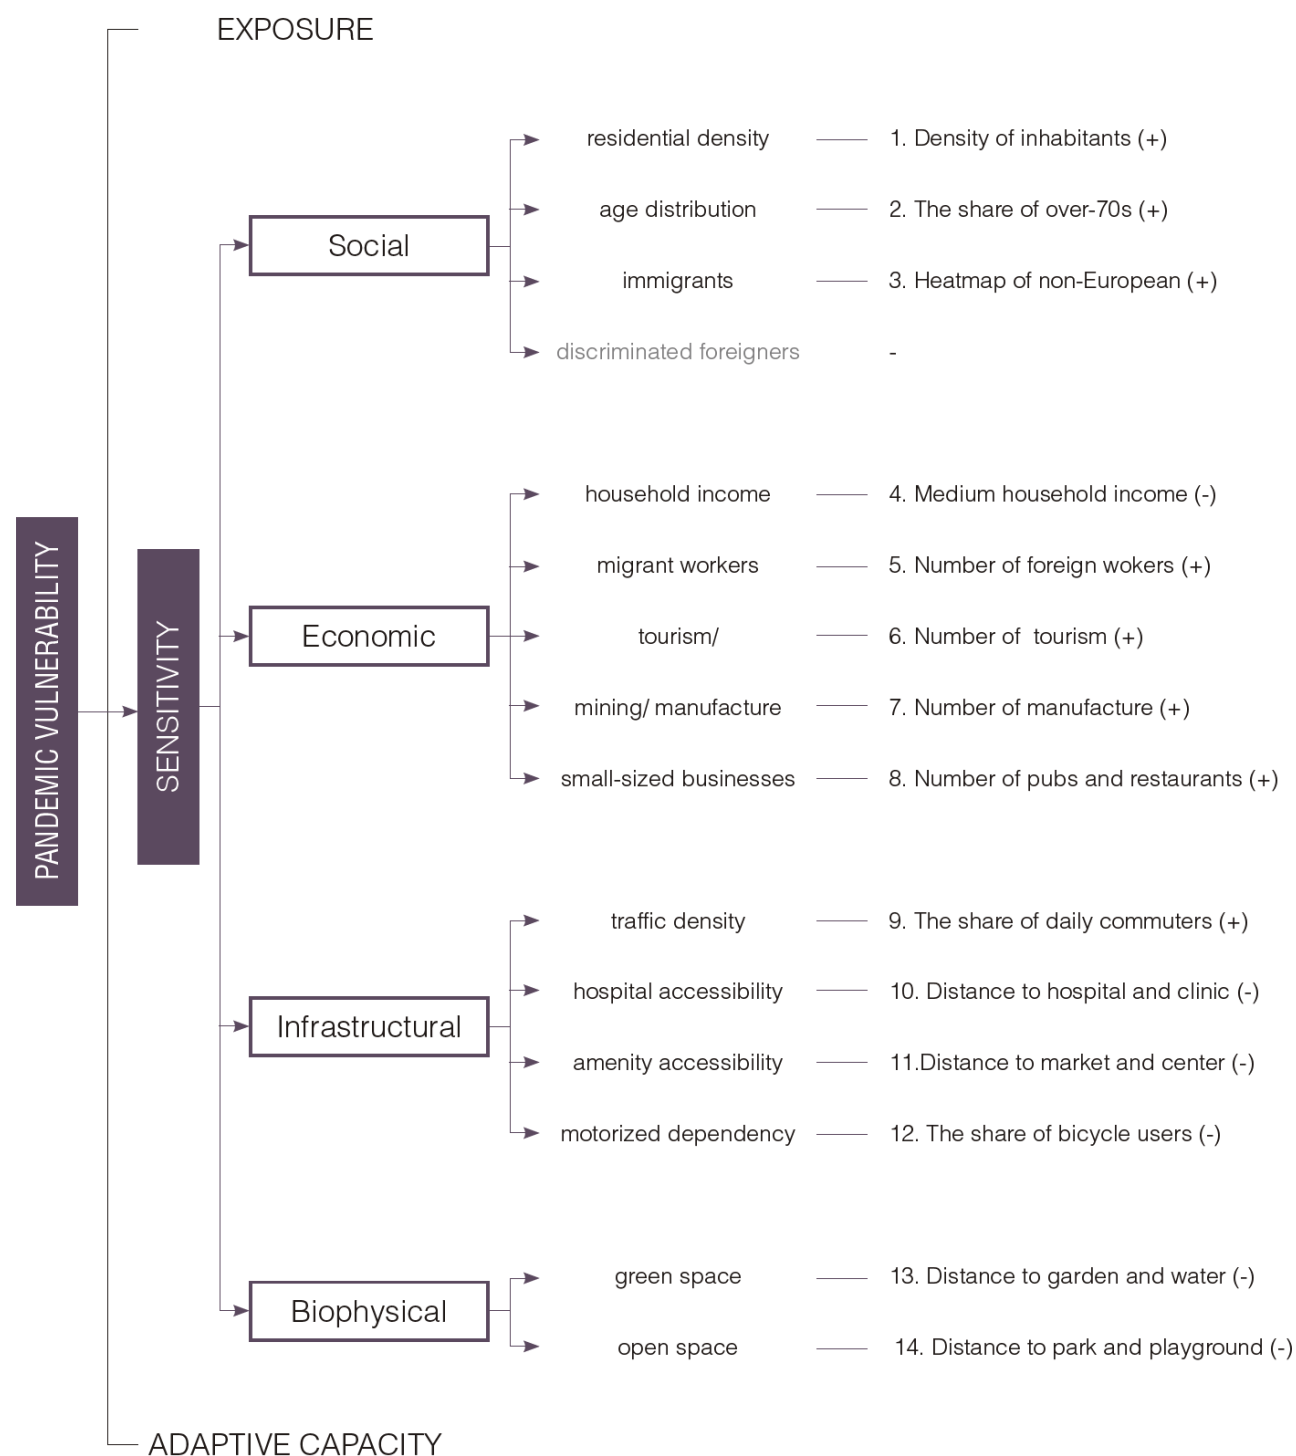 EXPOSURE
PANDEMIC VULNERABILITY
SENSITIVITY
Social
residential density 1. Density of inhabitants (+)
age distribution 2. The share of over-70s (+)
immigrants 3. Heatmap of non-European (+)
discriminated foreigners -
Economic
household income 4. Medium household income (-)
migrant workers 5. Number of foreign wokers (+)
tourism/ 6. Number of tourism (+)
mining/ manufacture 7. Number of manufacture (+)
small-sized businesses 8. Number of pubs and restaurants (+)
Infrastructural
traffic density 9. The share of daily commuters (+)
hospital accessibility 10. Distance to hospital and clinic (-)
amenity accessibility 11.Distance to market and center (-)
motorized dependency 12. The share of bicycle users (-)
Biophysical
green space 13. Distance to garden and water (-)
open space 14. Distance to park and playground (-)
ADAPTIVE CAPACITY